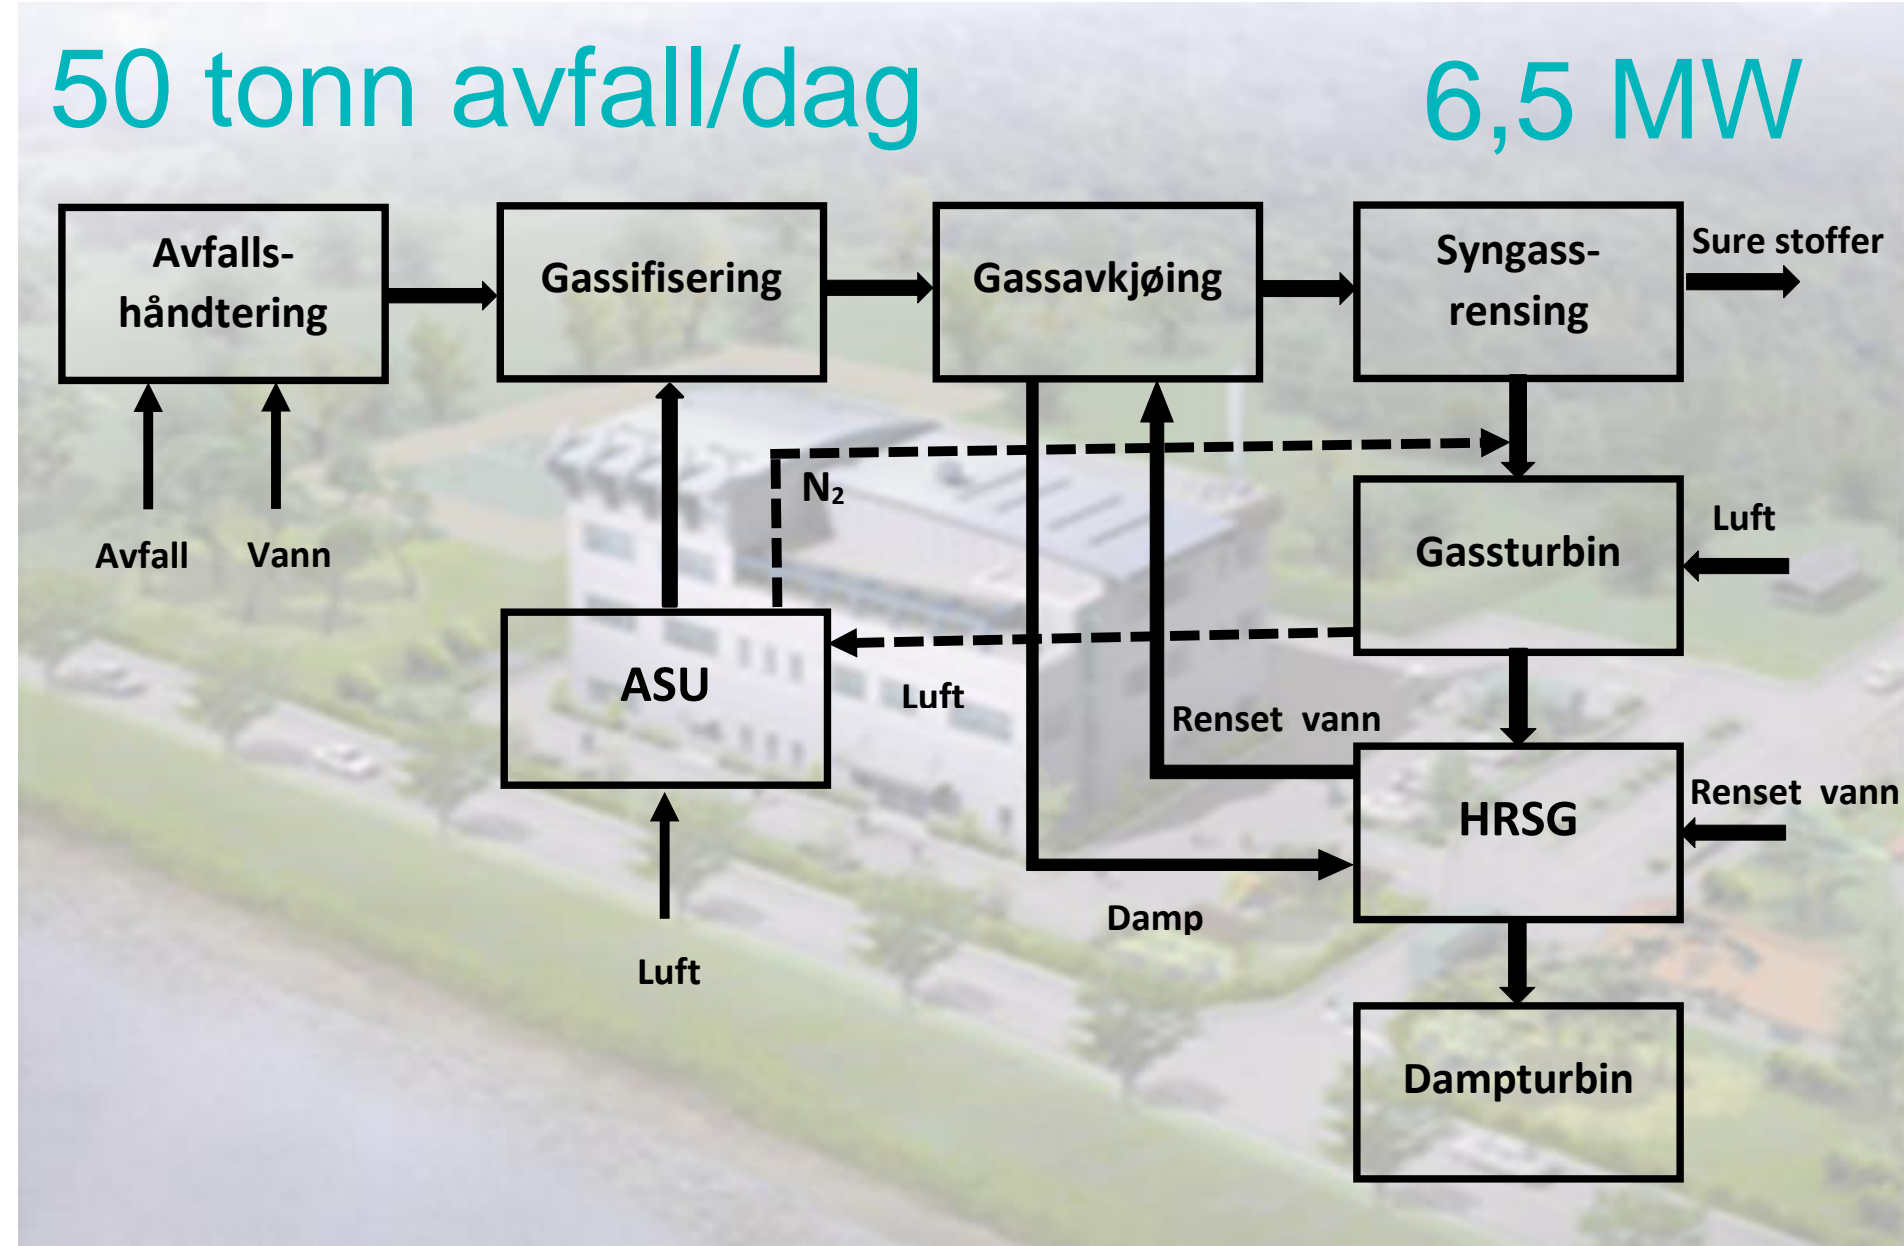 50 tonn avfall/dag
6,5 MW
Avfalls-
håndtering
Gassifisering
Gassavkjøing
Syngass-
rensing
Sure stoffer
N₂
Avfall
Vann
Gassturbin
Luft
ASU
Luft
Renset vann
HRSG
Renset vann
Damp
Luft
Dampturbin